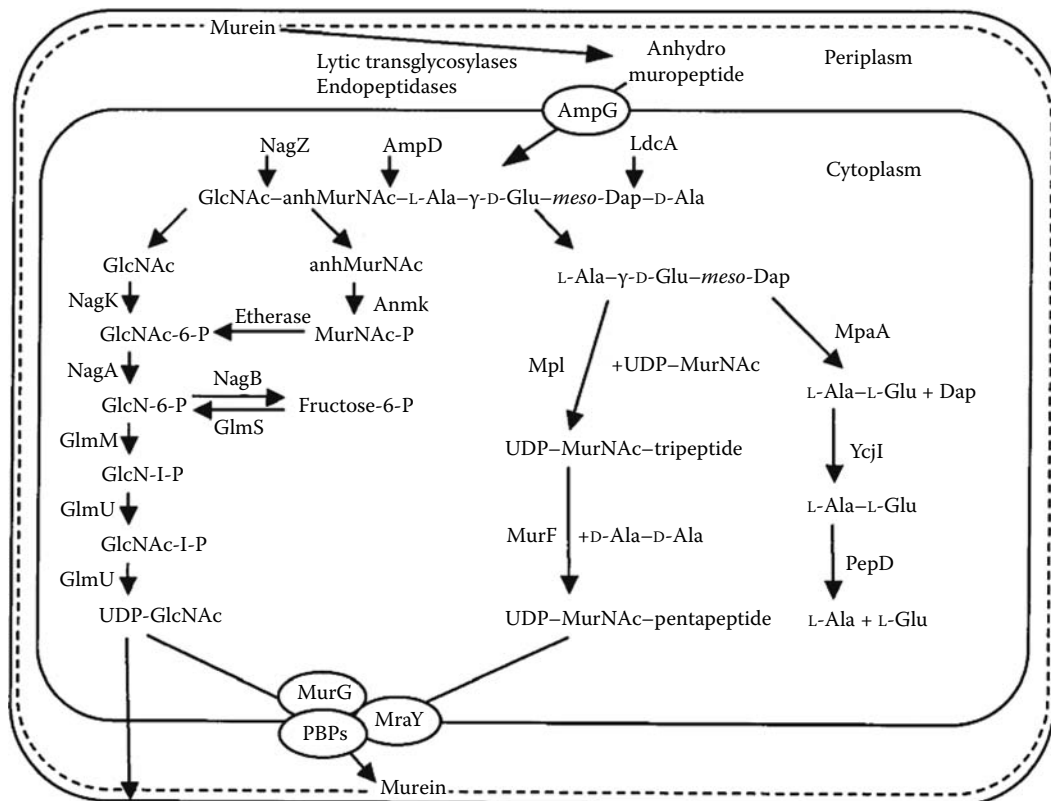 Murein
Lytic transglycosylases
Endopeptidases
Anhydro
muropeptide
Periplasm
AmpG
NagZ
AmpD
LdcA
Cytoplasm
GlcNAc–anhMurNAc–L-Ala–γ-D-Glu–meso-Dap–D-Ala
GlcNAc
anhMurNAc
L-Ala–γ-D-Glu–meso-Dap
NagK
Anmk
GlcNAc-6-P
Etherase
MurNAc-P
MpaA
NagA
NagB
Mpl
+UDP–MurNAc
GlcN-6-P
Fructose-6-P
L-Ala–L-Glu + Dap
GlmS
GlmM
UDP–MurNAc–tripeptide
YcjI
GlcN-I-P
GlmU
L-Ala–L-Glu
GlcNAc-I-P
MurF
+D-Ala–D-Ala
PepD
GlmU
UDP-GlcNAc
UDP–MurNAc–pentapeptide
L-Ala + L-Glu
MurG
MraY
PBPs
Murein